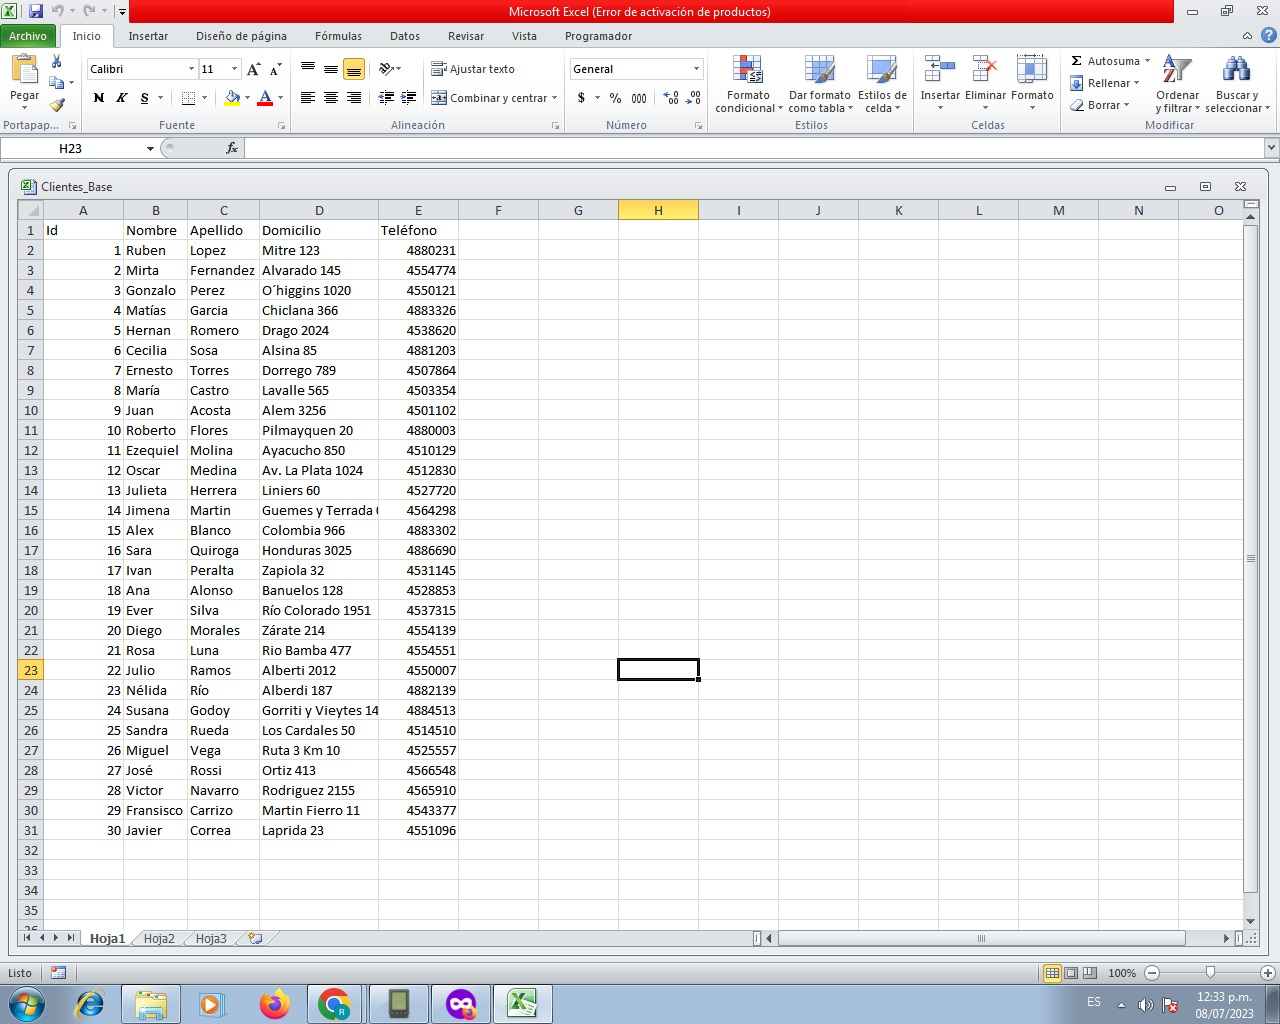 Microsoft Excel (Error de activación de productos)
Archivo Inicio Insertar Diseño de página Fórmulas Datos Revisar Vista Programador
Pegar
Portapap...
Calibri 11
N K S
Fuente
Ajustar texto
Combinar y centrar
Alineación
General
$ % 000
Número
Formato condicional
Dar formato como tabla
Estilos de celda
Estilos
Insertar Eliminar Formato
Celdas
Autosuma
Rellenar
Borrar
Ordenar y filtrar
Buscar y seleccionar
Modificar
H23 fx
Clientes_Base
A B C D E F G H I J K L M N O
1 Id Nombre Apellido Domicilio Teléfono
2 1 Ruben Lopez Mitre 123 4880231
3 2 Mirta Fernandez Alvarado 145 4554774
4 3 Gonzalo Perez O´higgins 1020 4550121
5 4 Matías Garcia Chiclana 366 4883326
6 5 Hernan Romero Drago 2024 4538620
7 6 Cecilia Sosa Alsina 85 4881203
8 7 Ernesto Torres Dorrego 789 4507864
9 8 María Castro Lavalle 565 4503354
10 9 Juan Acosta Alem 3256 4501102
11 10 Roberto Flores Pilmayquen 20 4880003
12 11 Ezequiel Molina Ayacucho 850 4510129
13 12 Oscar Medina Av. La Plata 1024 4512830
14 13 Julieta Herrera Liniers 60 4527720
15 14 Jimena Martin Guemes y Terrada 4564298
16 15 Alex Blanco Colombia 966 4883302
17 16 Sara Quiroga Honduras 3025 4886690
18 17 Ivan Peralta Zapiola 32 4531145
19 18 Ana Alonso Banuelos 128 4528853
20 19 Ever Silva Río Colorado 1951 4537315
21 20 Diego Morales Zárate 214 4554139
22 21 Rosa Luna Rio Bamba 477 4554551
23 22 Julio Ramos Alberti 2012 4550007
24 23 Nélida Río Alberdi 187 4882139
25 24 Susana Godoy Gorriti y Vieytes 14 4884513
26 25 Sandra Rueda Los Cardales 50 4514510
27 26 Miguel Vega Ruta 3 Km 10 4525557
28 27 José Rossi Ortiz 413 4566548
29 28 Victor Navarro Rodriguez 2155 4565910
30 29 Fransisco Carrizo Martin Fierro 11 4543377
31 30 Javier Correa Laprida 23 4551096
32
33
34
35
36
Hoja1 Hoja2 Hoja3
Listo 100%
ES 12:33 p.m.
08/07/2023